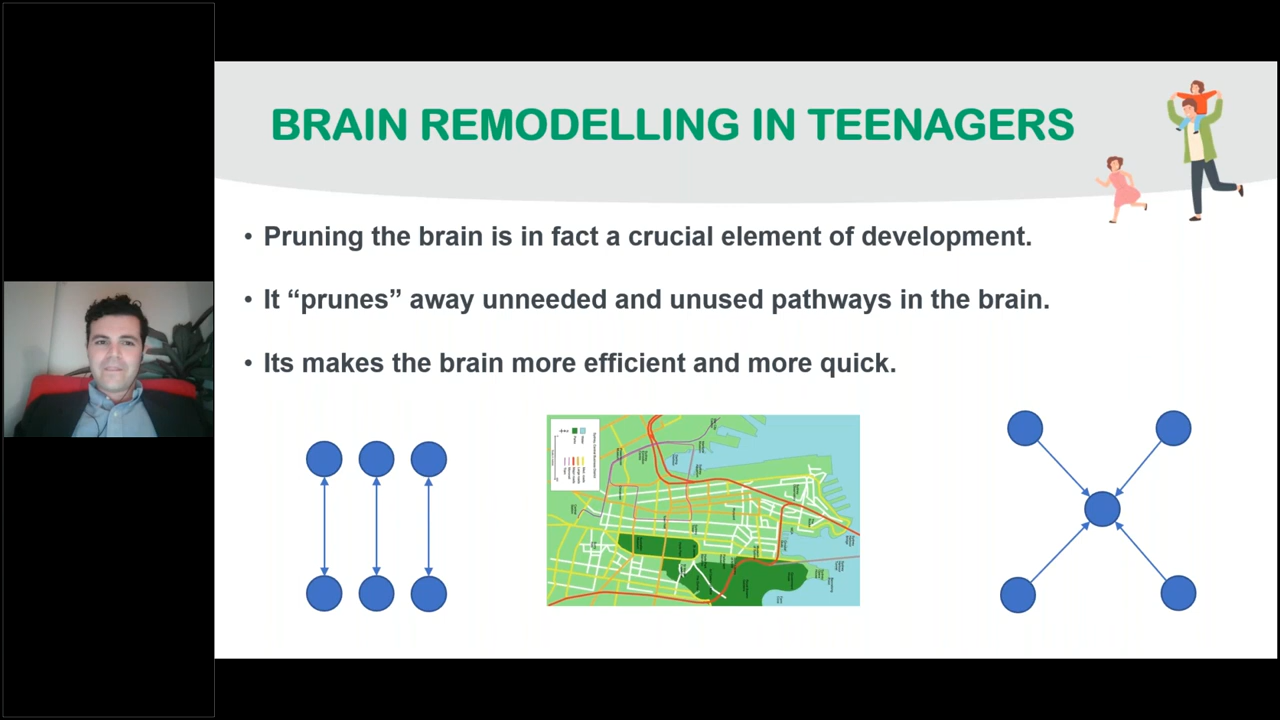 BRAIN REMODELLING IN TEENAGERS
• Pruning the brain is in fact a crucial element of development.
• It “prunes” away unneeded and unused pathways in the brain.
• Its makes the brain more efficient and more quick.